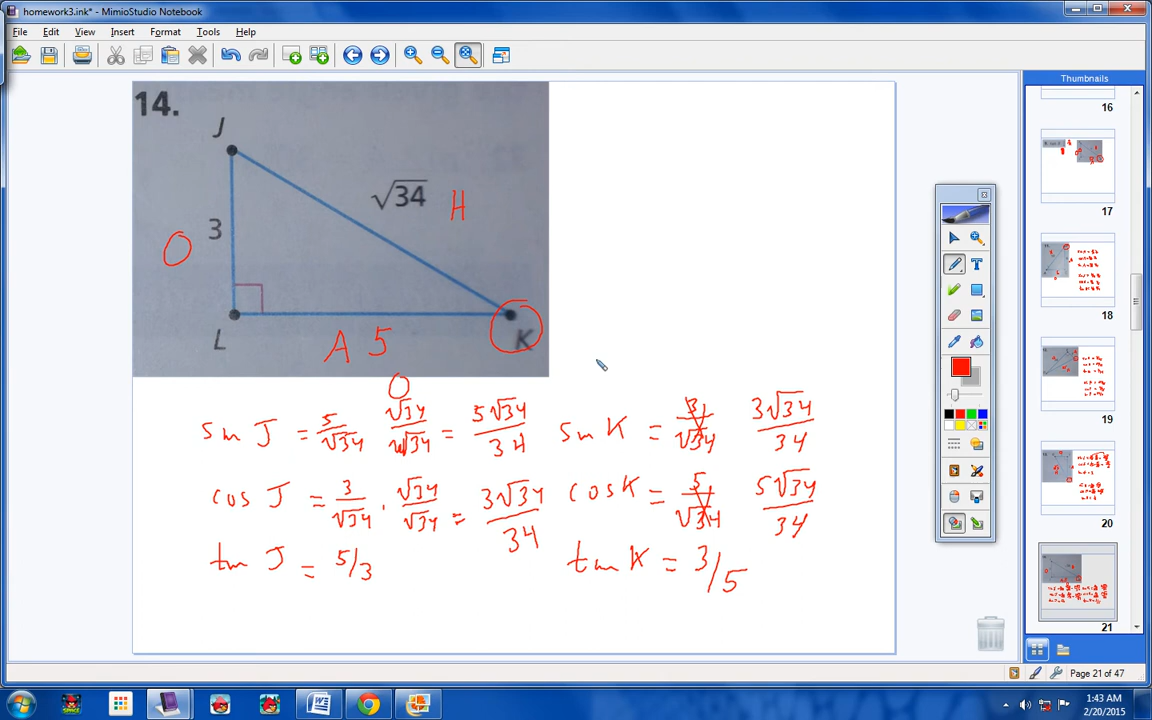 homework3.ink* - MimioStudio Notebook
File Edit View Insert Format Tools Help
Thumbnails
16
17
18
19
20
21
14.
J
√34 H
3
O
L
A 5
K
O
sin J = 5/√34 √34/√34 = 5√34/34 sin K = 3/√34 3√34/34
cos J = 3/√34 · √34/√34 = 3√34/34 cos K = 5/√34 5√34/34
tan J = 5/3 tan K = 3/5
Page 21 of 47
1:43 AM
2/20/2015